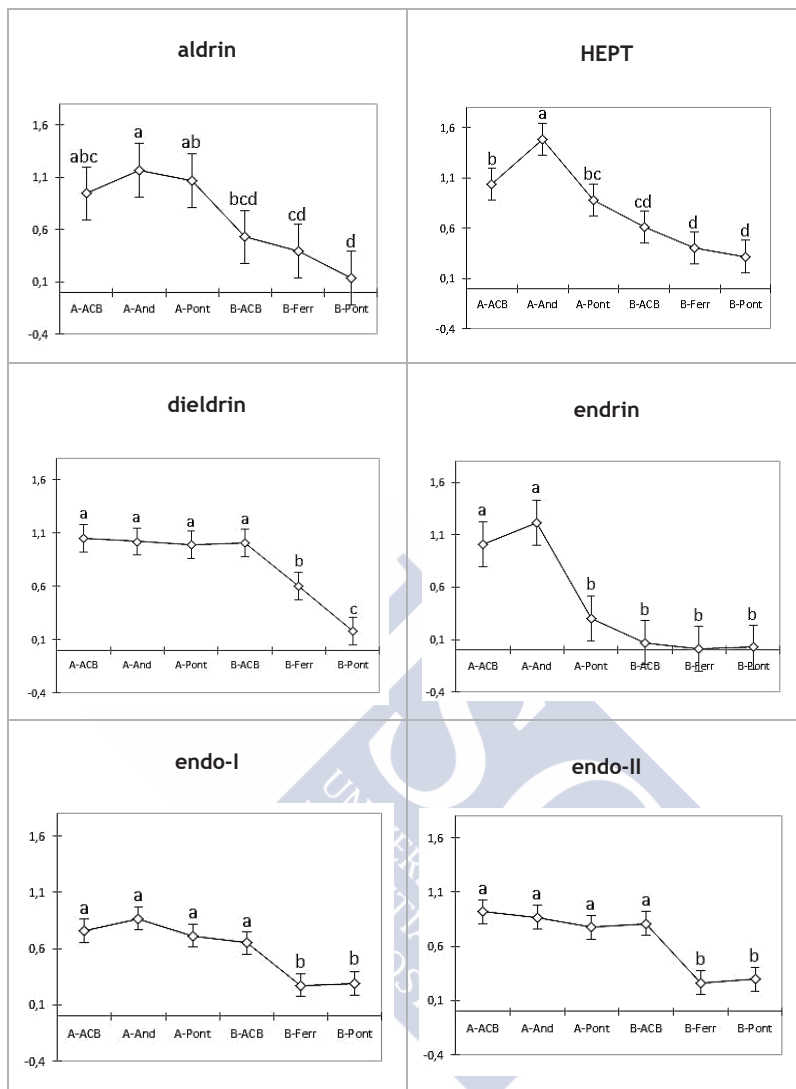 aldrin
1,6
1,1
0,6
0,1
-0,4
abc
a
ab
bcd
cd
d
A-ACB A-And A-Pont B-ACB B-Ferr B-Pont
HEPT
1,6
1,1
0,6
0,1
-0,4
b
a
bc
cd
d
d
A-ACB A-And A-Pont B-ACB B-Ferr B-Pont
dieldrin
1,6
1,1
0,6
0,1
-0,4
a a a a b c
A-ACB A-And A-Pont B-ACB B-Ferr B-Pont
endrin
1,6
1,1
0,6
0,1
-0,4
a a b b b b
A-ACB A-And A-Pont B-ACB B-Ferr B-Pont
endo-I
1,6
1,1
0,6
0,1
-0,4
a a a a b b
A-ACB A-And A-Pont B-ACB B-Ferr B-Pont
endo-II
1,6
1,1
0,6
0,1
-0,4
a a a a b b
A-ACB A-And A-Pont B-ACB B-Ferr B-Pont